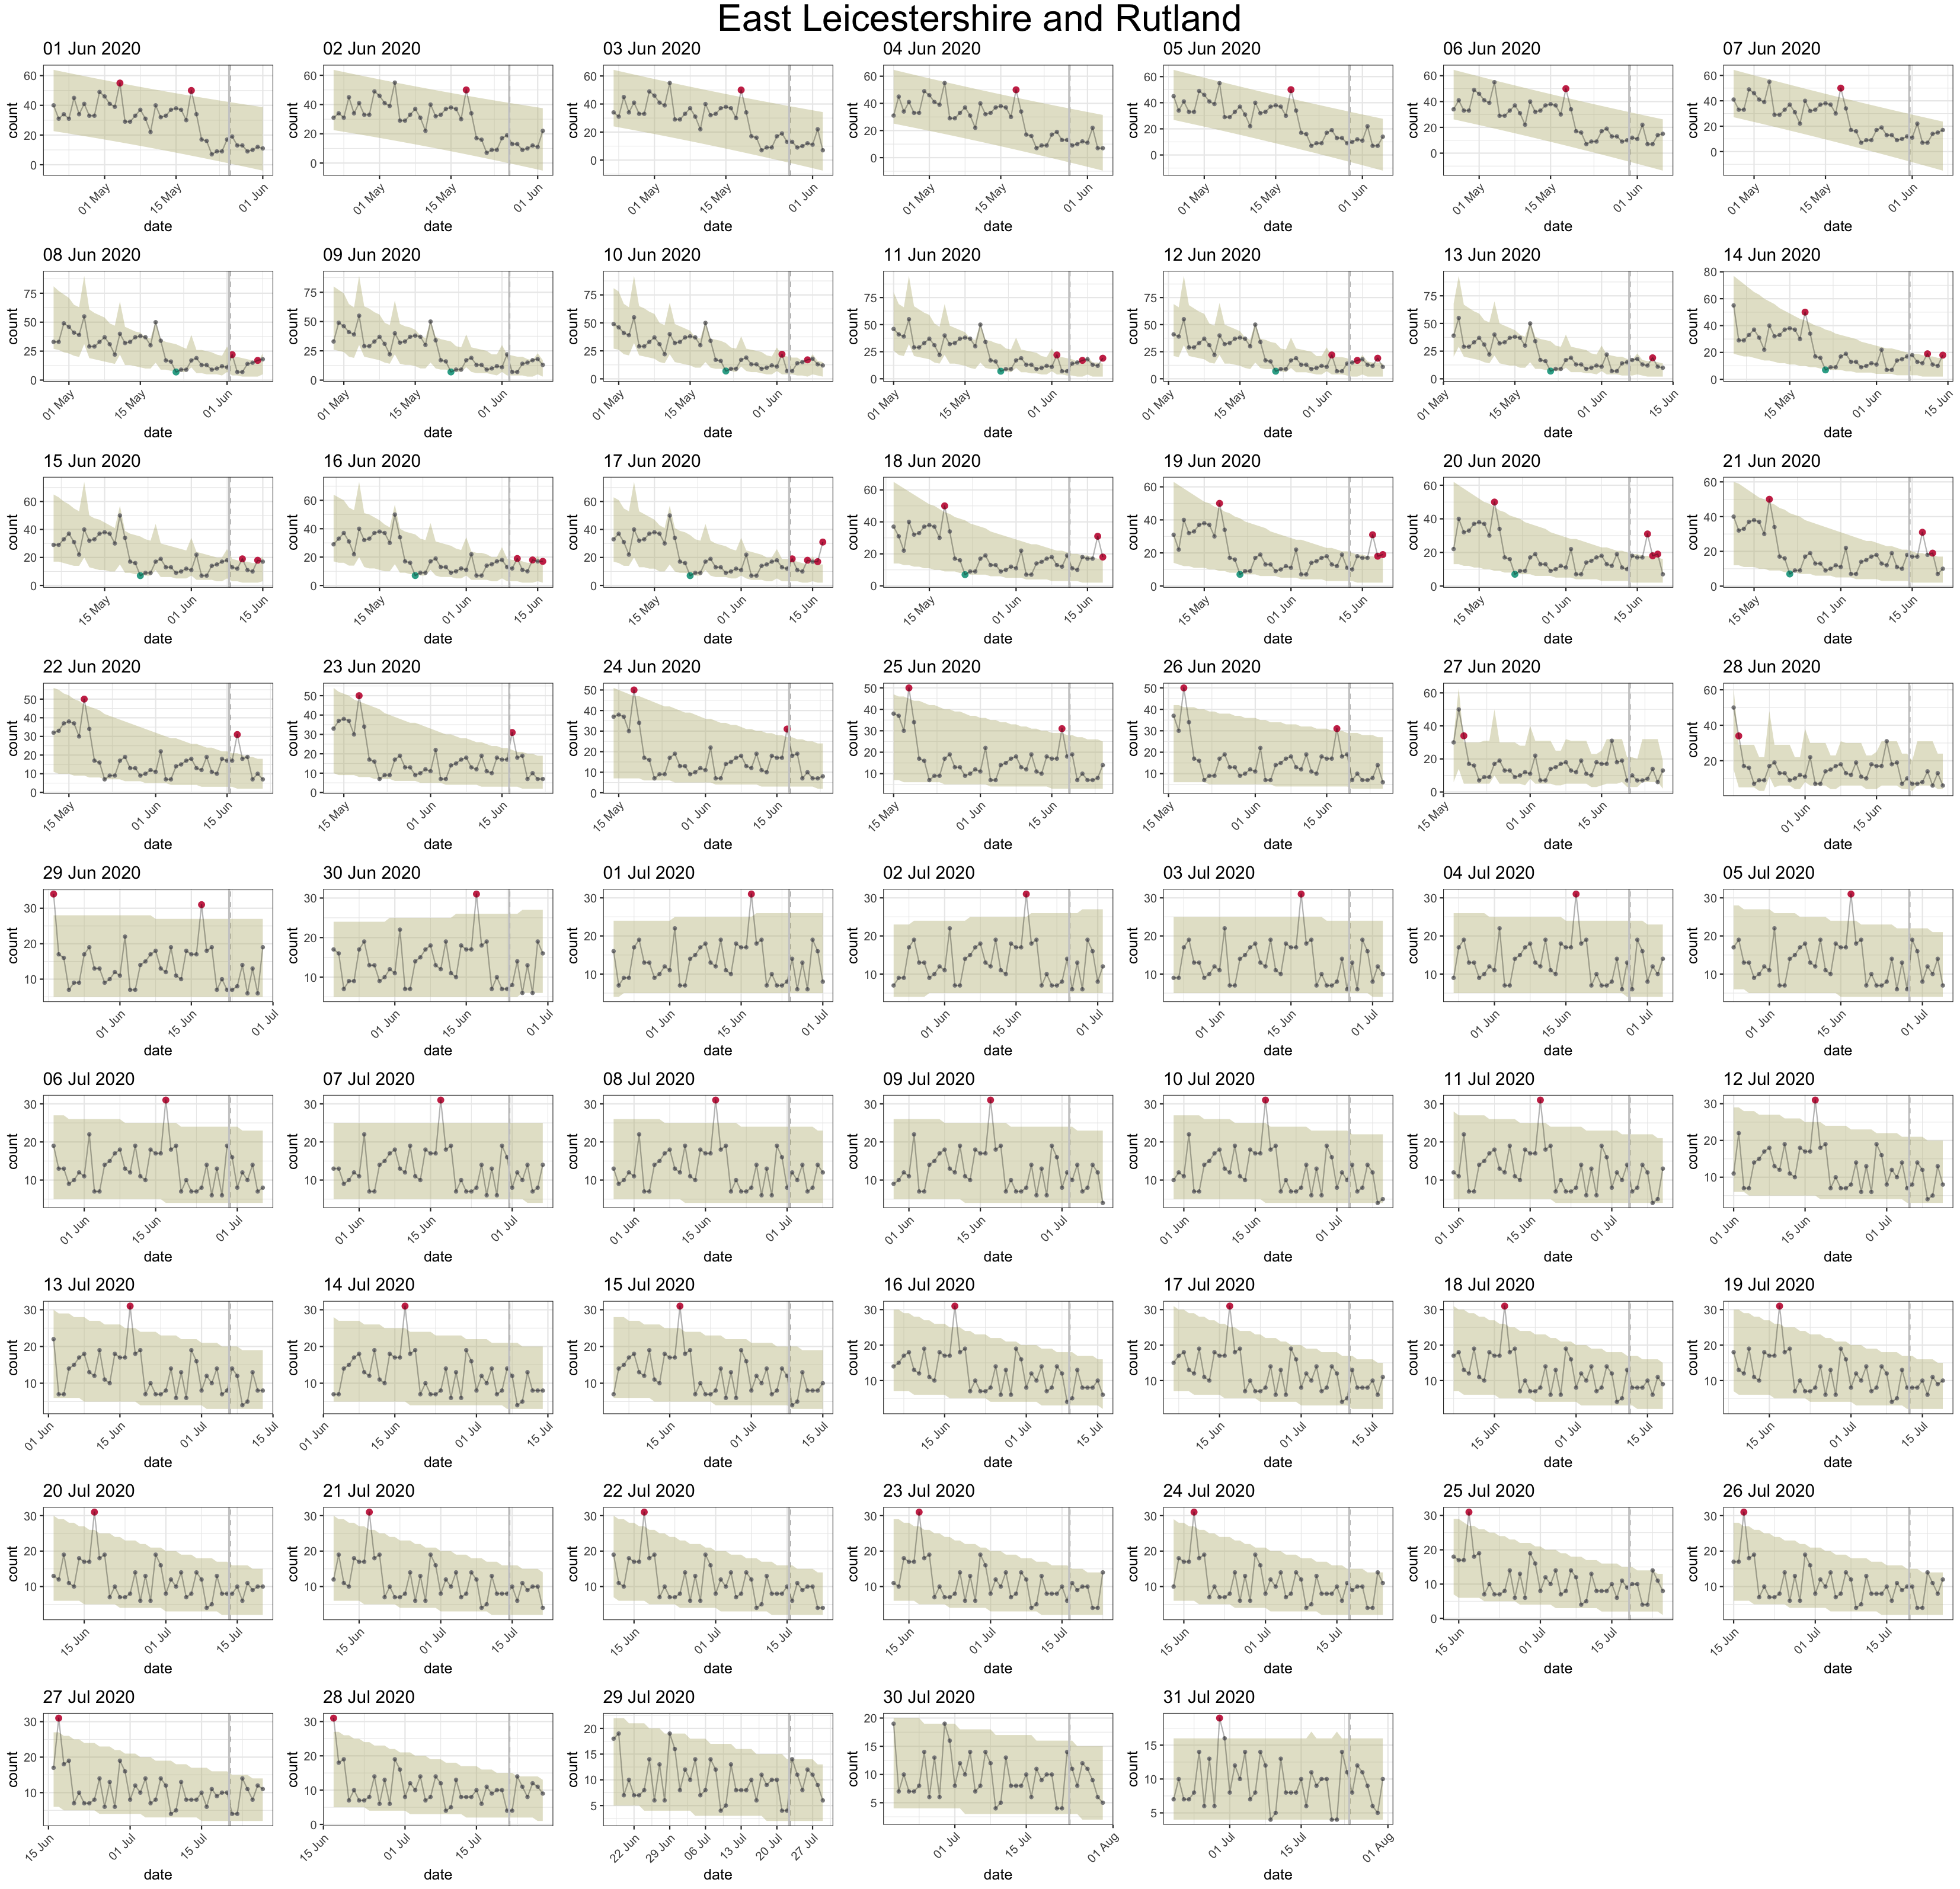 East Leicestershire and Rutland
01 Jun 2020 02 Jun 2020 03 Jun 2020 04 Jun 2020 05 Jun 2020 06 Jun 2020 07 Jun 2020
60 60 60 60 60 60 60
40 40 40 40 40 40 40
20 20 20 20 20 20 20
0 0 0 0 0 0 0
count count count count count count count
01 May 15 May 01 Jun 01 May 15 May 01 Jun 01 May 15 May 01 Jun 01 May 15 May 01 Jun 01 May 15 May 01 Jun 01 May 15 May 01 Jun 01 May 15 May 01 Jun
date date date date date date date
08 Jun 2020 09 Jun 2020 10 Jun 2020 11 Jun 2020 12 Jun 2020 13 Jun 2020 14 Jun 2020
75 75 75 75 75 75 80
50 50 50 50 50 50 60
25 25 25 25 25 25 40
0 0 0 0 0 0 20
0
count count count count count count count
01 May 15 May 01 Jun 01 May 15 May 01 Jun 01 May 15 May 01 Jun 01 May 15 May 01 Jun 01 May 15 May 01 Jun 01 May 15 May 01 Jun 15 Jun 15 May 01 Jun 15 Jun
date date date date date date date
15 Jun 2020 16 Jun 2020 17 Jun 2020 18 Jun 2020 19 Jun 2020 20 Jun 2020 21 Jun 2020
60 60 60 60 60 60 60
40 40 40 40 40 40 40
20 20 20 20 20 20 20
0 0 0 0 0 0 0
count count count count count count count
15 May 01 Jun 15 Jun 15 May 01 Jun 15 Jun 15 May 01 Jun 15 Jun 15 May 01 Jun 15 Jun 15 May 01 Jun 15 Jun 15 May 01 Jun 15 Jun 15 May 01 Jun 15 Jun
date date date date date date date
22 Jun 2020 23 Jun 2020 24 Jun 2020 25 Jun 2020 26 Jun 2020 27 Jun 2020 28 Jun 2020
50 50 50 50 50 60 60
40 40 40 40 40 40 40
30 30 30 30 30 20 20
20 20 20 20 20 0
10 10 10 10 10
0 0 0
count count count count count count count
15 May 01 Jun 15 Jun 15 May 01 Jun 15 Jun 15 May 01 Jun 15 Jun 15 May 01 Jun 15 Jun 15 May 01 Jun 15 Jun 15 May 01 Jun 15 Jun 01 Jun 15 Jun
date date date date date date date
29 Jun 2020 30 Jun 2020 01 Jul 2020 02 Jul 2020 03 Jul 2020 04 Jul 2020 05 Jul 2020
30 30 30 30 30 30 30
20 20 20 20 20 20 20
10 10 10 10 10 10 10
count count count count count count count
01 Jun 15 Jun 01 Jul 01 Jun 15 Jun 01 Jul 01 Jun 15 Jun 01 Jul 01 Jun 15 Jun 01 Jul 01 Jun 15 Jun 01 Jul 01 Jun 15 Jun 01 Jul 01 Jun 15 Jun 01 Jul
date date date date date date date
06 Jul 2020 07 Jul 2020 08 Jul 2020 09 Jul 2020 10 Jul 2020 11 Jul 2020 12 Jul 2020
30 30 30 30 30 30 30
20 20 20 20 20 20 20
10 10 10 10 10 10 10
count count count count count count count
01 Jun 15 Jun 01 Jul 01 Jun 15 Jun 01 Jul 01 Jun 15 Jun 01 Jul 01 Jun 15 Jun 01 Jul 01 Jun 15 Jun 01 Jul 01 Jun 15 Jun 01 Jul 01 Jun 15 Jun 01 Jul
date date date date date date date
13 Jul 2020 14 Jul 2020 15 Jul 2020 16 Jul 2020 17 Jul 2020 18 Jul 2020 19 Jul 2020
30 30 30 30 30 30 30
20 20 20 20 20 20 20
10 10 10 10 10 10 10
count count count count count count count
01 Jun 15 Jun 01 Jul 15 Jul 01 Jun 15 Jun 01 Jul 15 Jul 15 Jun 01 Jul 15 Jul 15 Jun 01 Jul 15 Jul 15 Jun 01 Jul 15 Jul 15 Jun 01 Jul 15 Jul 15 Jun 01 Jul 15 Jul
date date date date date date date
20 Jul 2020 21 Jul 2020 22 Jul 2020 23 Jul 2020 24 Jul 2020 25 Jul 2020 26 Jul 2020
30 30 30 30 30 30 30
20 20 20 20 20 20 20
10 10 10 10 10 10 10
0
count count count count count count count
15 Jun 01 Jul 15 Jul 15 Jun 01 Jul 15 Jul 15 Jun 01 Jul 15 Jul 15 Jun 01 Jul 15 Jul 15 Jun 01 Jul 15 Jul 15 Jun 01 Jul 15 Jul 15 Jun 01 Jul 15 Jul
date date date date date date date
27 Jul 2020 28 Jul 2020 29 Jul 2020 30 Jul 2020 31 Jul 2020
30 30 20 20 15
20 20 15 15 10
10 10 10 10 5
0 5 5
count count count count count
15 Jun 01 Jul 15 Jul 15 Jun 01 Jul 15 Jul 22 Jun 29 Jun 06 Jul 13 Jul 20 Jul 27 Jul 01 Jul 15 Jul 01 Aug 01 Jul 15 Jul 01 Aug
date date date date date